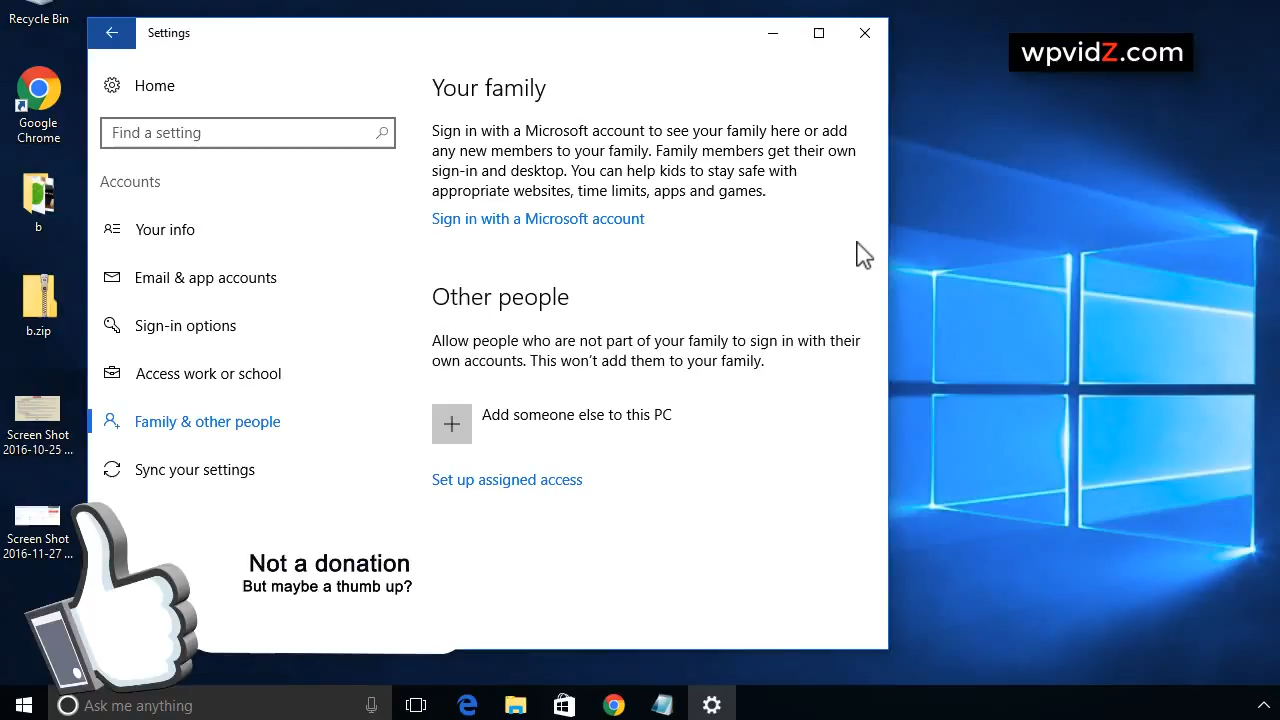 Recycle Bin
Google
Chrome
b
b.zip
Screen Shot
2016-10-25 ...
Screen Shot
2016-11-27 ...
Settings
Home
Find a setting
Accounts
Your info
Email & app accounts
Sign-in options
Access work or school
Family & other people
Sync your settings
Your family
Sign in with a Microsoft account to see your family here or add
any new members to your family. Family members get their own
sign-in and desktop. You can help kids to stay safe with
appropriate websites, time limits, apps and games.
Sign in with a Microsoft account
Other people
Allow people who are not part of your family to sign in with their
own accounts. This won't add them to your family.
Add someone else to this PC
Set up assigned access
wpvidZ.com
Not a donation
But maybe a thumb up?
Ask me anything